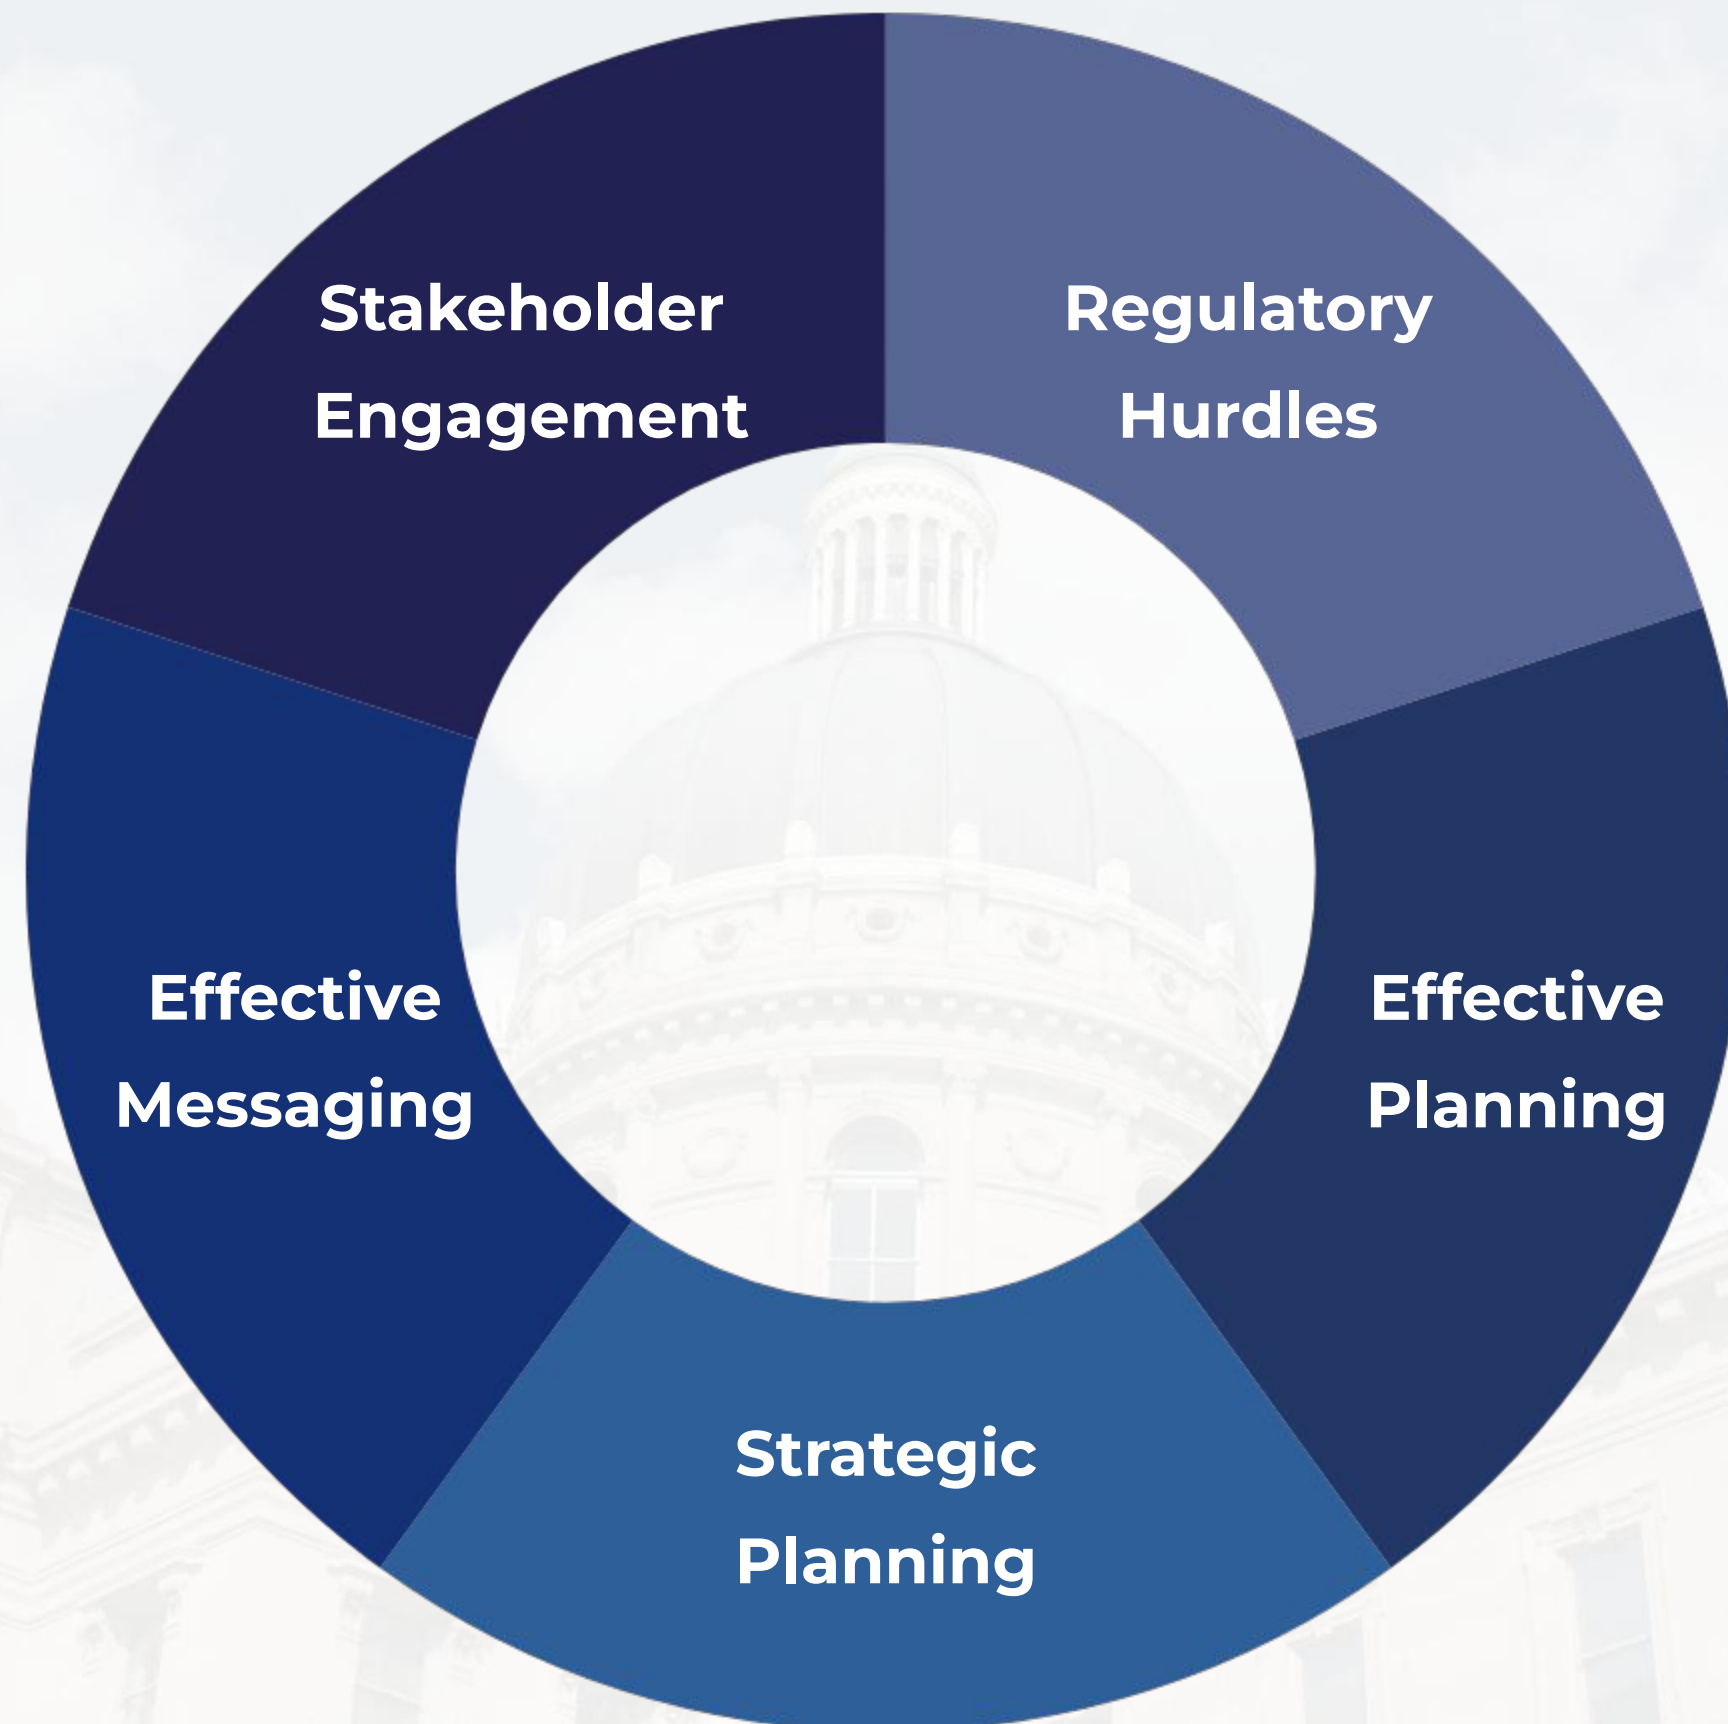 Stakeholder
Engagement
Regulatory
Hurdles
Effective
Messaging
Effective
Planning
Strategic
Planning